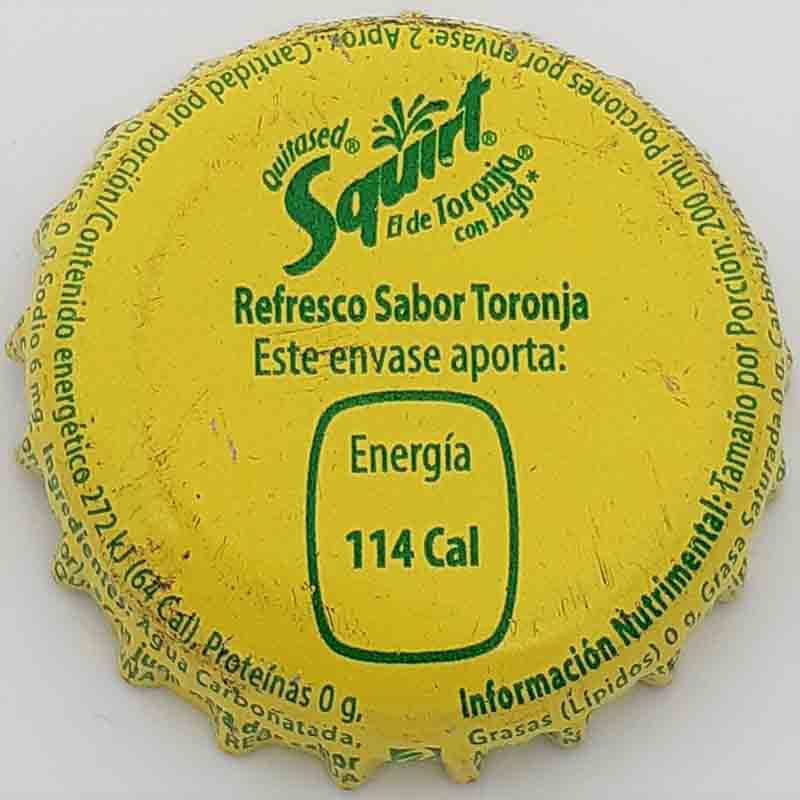 Quitased®
Squirt®
El de Toronja®
con Jugo*
Refresco Sabor Toronja
Este envase aporta:
Energía
114 Cal
Información Nutrimental: Tamaño por Porción: 200 ml; Porciones por envase: 2 Aprox.; Cantidad por porción/Contenido energético 272 kJ (64 Cal), Proteínas 0 g,
Grasas (Lípidos) 0 g, Grasa Saturada 0 g,
0 g, Sodio 6 mg. Ingredientes: Agua Carbonatada,